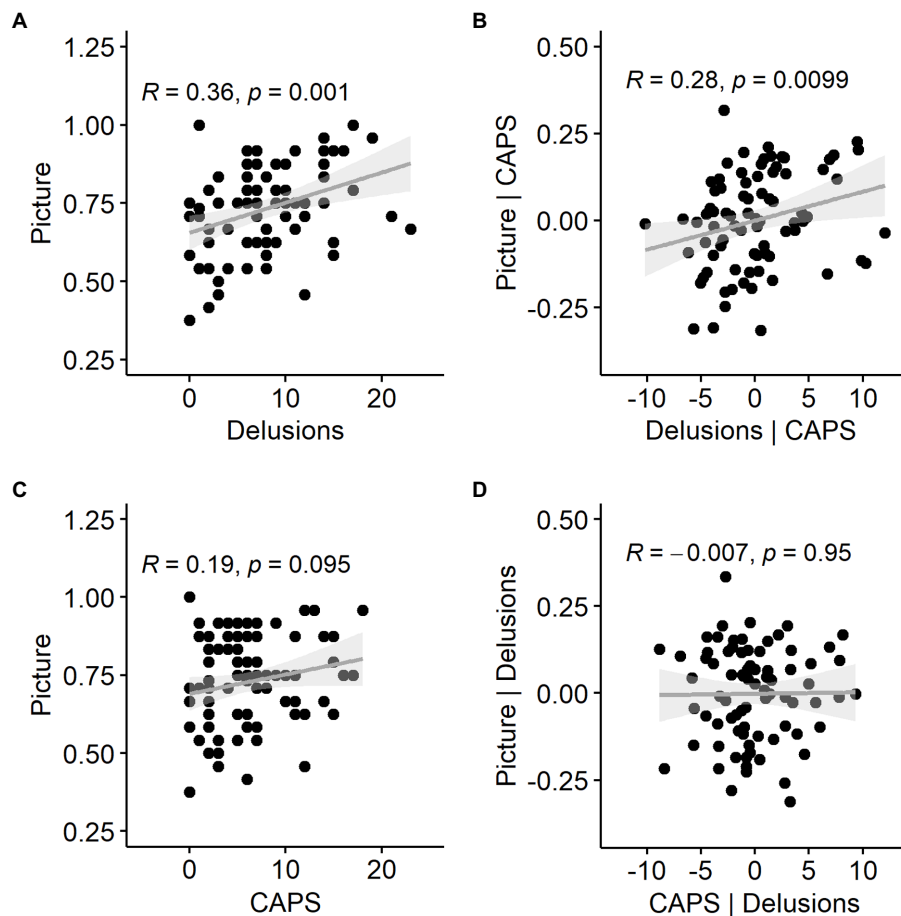 A
R = 0.36, p = 0.001
Picture
1.25
1.00
0.75
0.50
0.25
0 10 20
Delusions
B
R = 0.28, p = 0.0099
Picture | CAPS
0.50
0.25
0.00
-0.25
-10 -5 0 5 10
Delusions | CAPS
C
R = 0.19, p = 0.095
Picture
1.25
1.00
0.75
0.50
0.25
0 10 20
CAPS
D
R = −0.007, p = 0.95
Picture | Delusions
0.50
0.25
0.00
-0.25
-10 -5 0 5 10
CAPS | Delusions